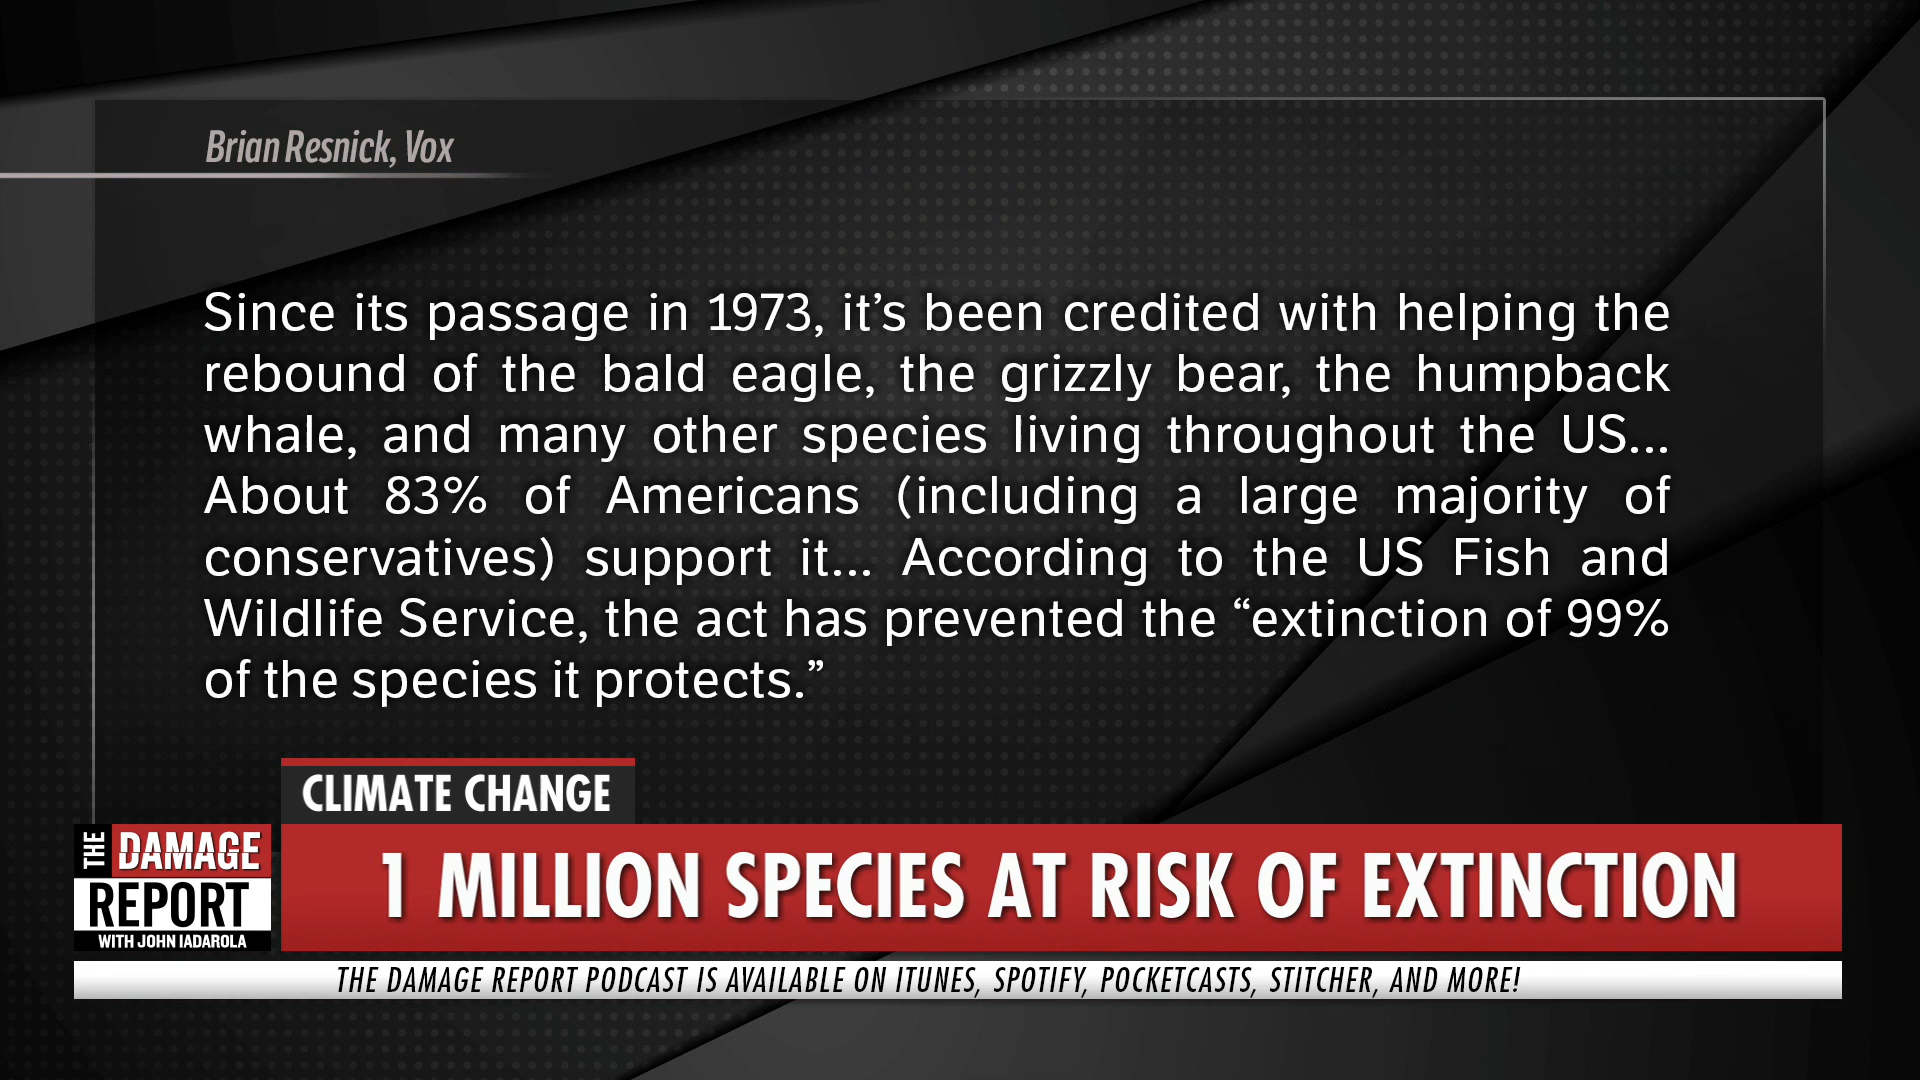 Brian Resnick, Vox
Since its passage in 1973, it’s been credited with helping the
rebound of the bald eagle, the grizzly bear, the humpback
whale, and many other species living throughout the US...
About 83% of Americans (including a large majority of
conservatives) support it... According to the US Fish and
Wildlife Service, the act has prevented the “extinction of 99%
of the species it protects.”
CLIMATE CHANGE
1 MILLION SPECIES AT RISK OF EXTINCTION
THE DAMAGE
REPORT
WITH JOHN IADAROLA
THE DAMAGE REPORT PODCAST IS AVAILABLE ON ITUNES, SPOTIFY, POCKETCASTS, STITCHER, AND MORE!